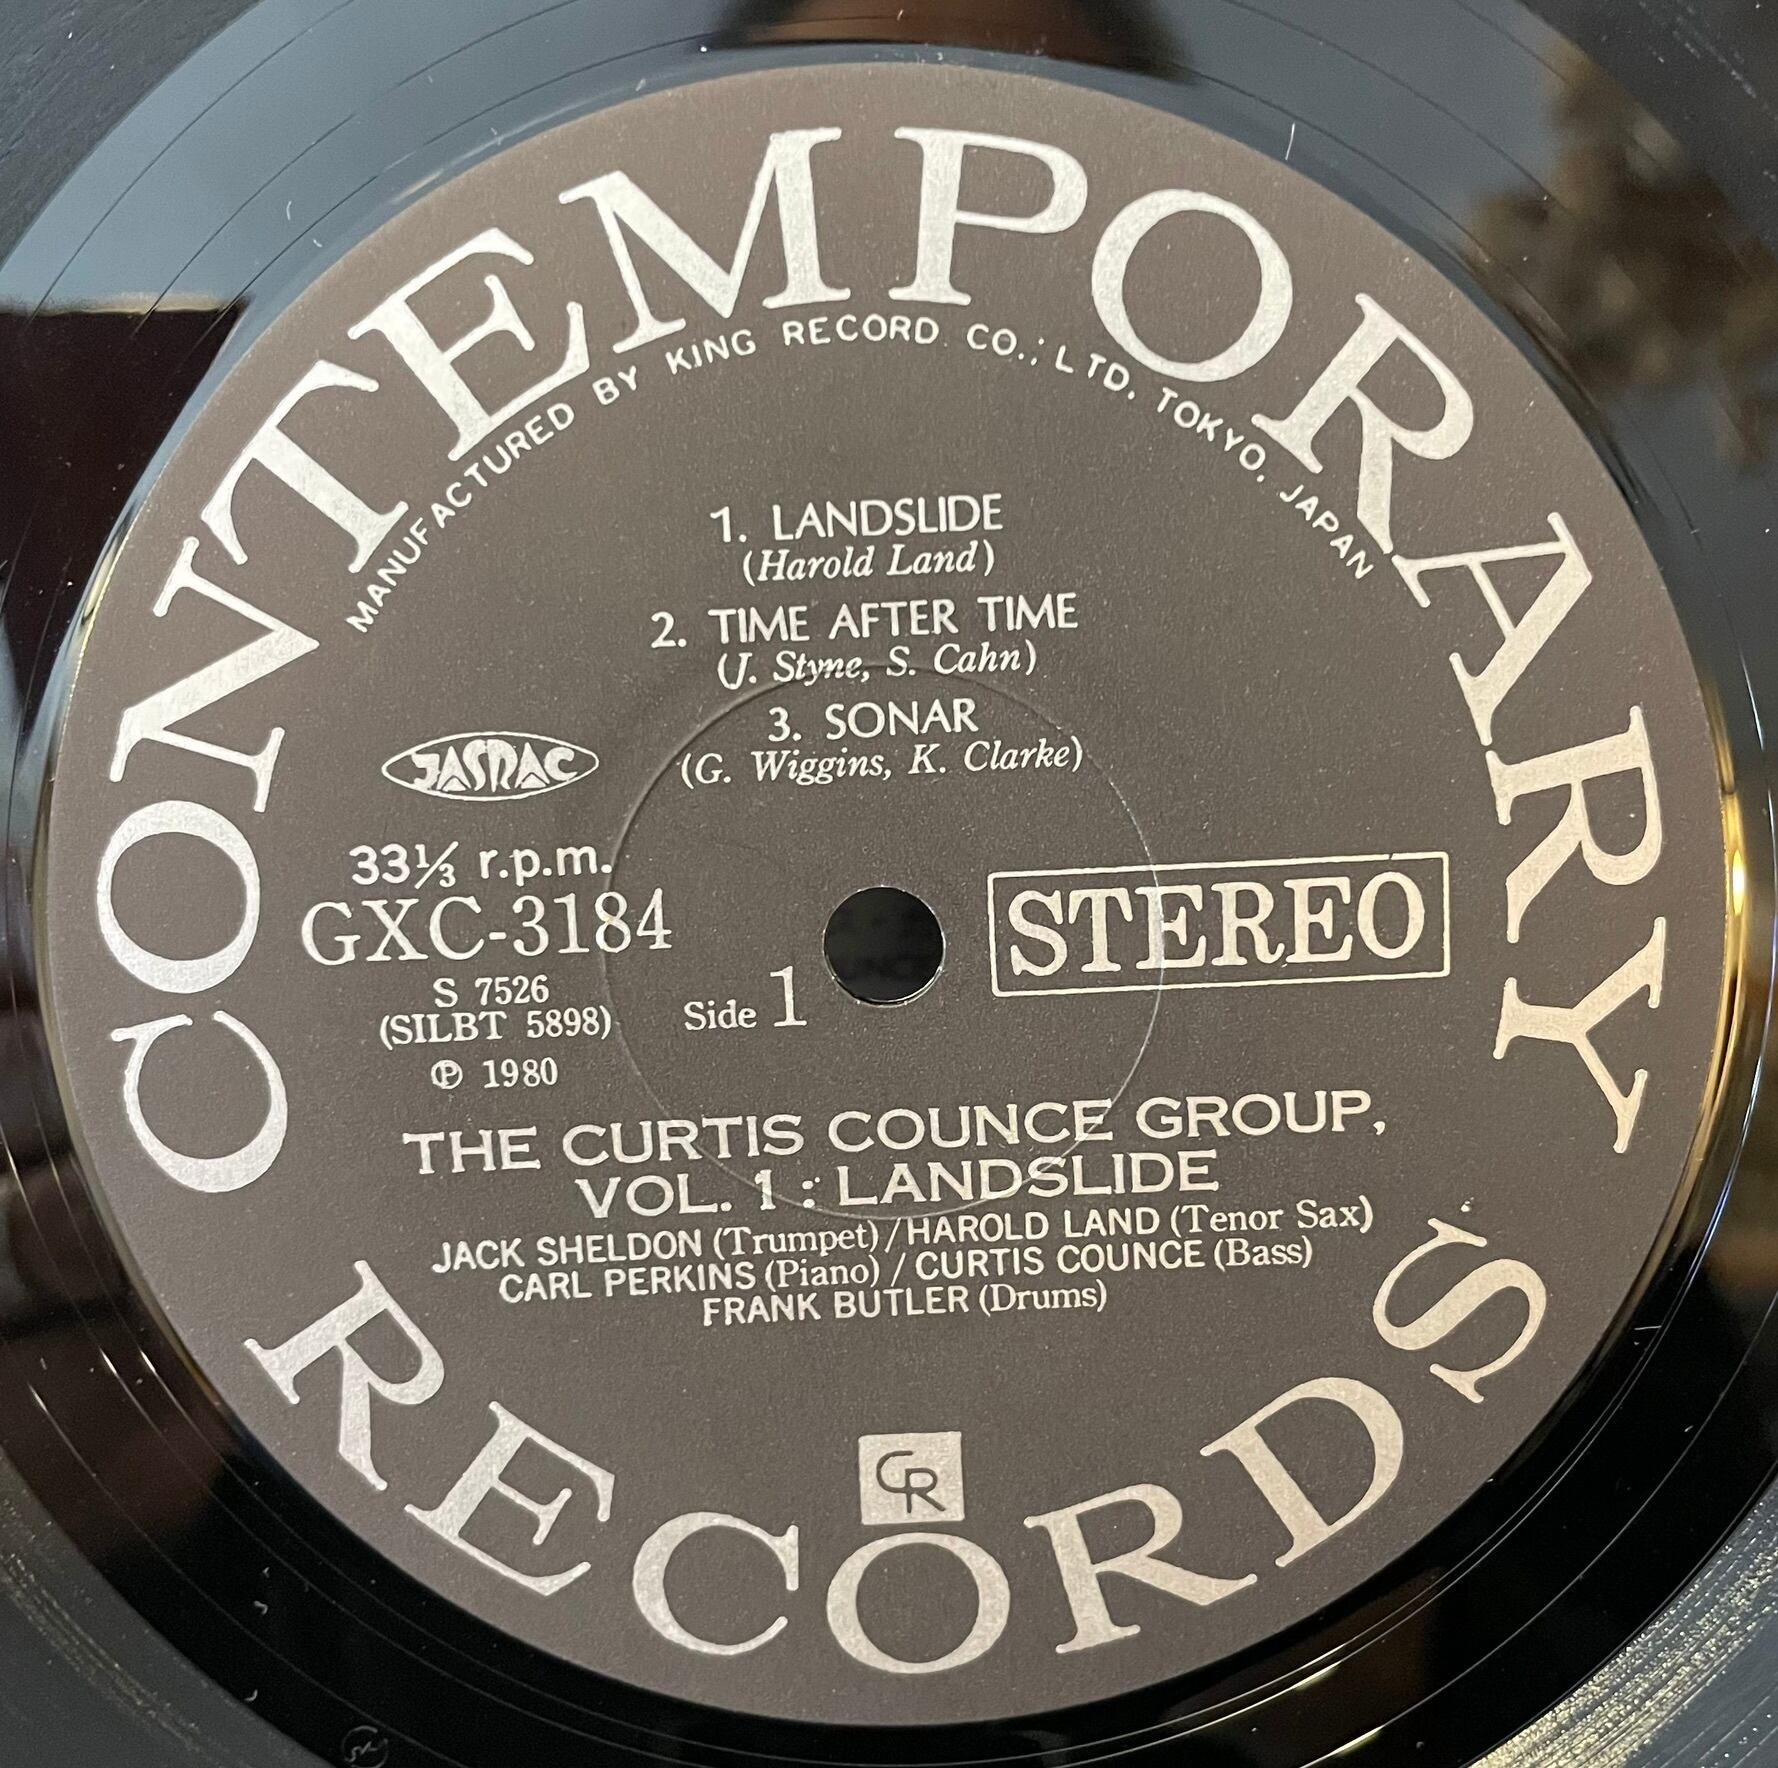 CONTEMPORARY
MANUFACTURED BY KING RECORD CO., LTD. TOKYO. JAPAN
1. LANDSLIDE
(Harold Land)
2. TIME AFTER TIME
(J. Styne, S. Cahn)
3. SONAR
(G. Wiggins, K. Clarke)
JASRAC
33⅓ r.p.m.
GXC-3184
S 7526
(SILBT 5898)
℗ 1980
Side 1
STEREO
THE CURTIS COUNCE GROUP,
VOL. 1 : LANDSLIDE
JACK SHELDON (Trumpet)/HAROLD LAND (Tenor Sax)
CARL PERKINS (Piano) / CURTIS COUNCE (Bass)
FRANK BUTLER (Drums)
CR
RECORDS